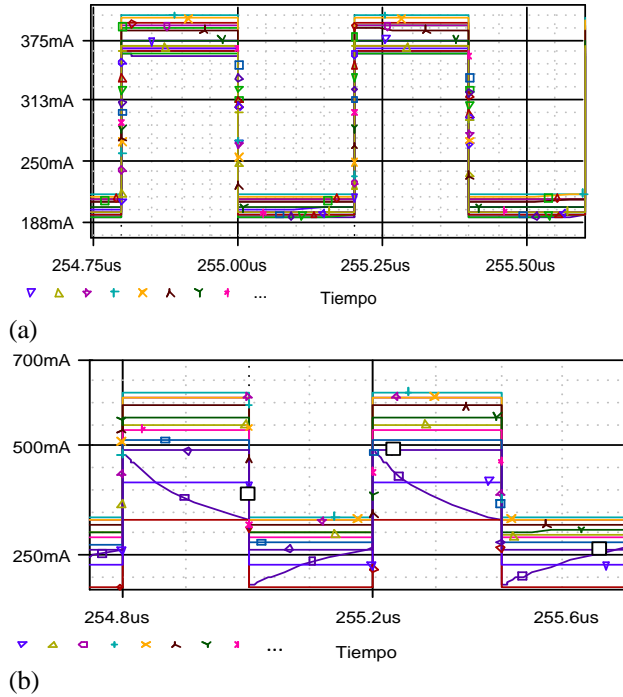 375mA
313mA
250mA
188mA
254.75us 255.00us 255.25us 255.50us
... Tiempo
(a)
700mA
500mA
250mA
254.8us 255.2us 255.6us
... Tiempo
(b)